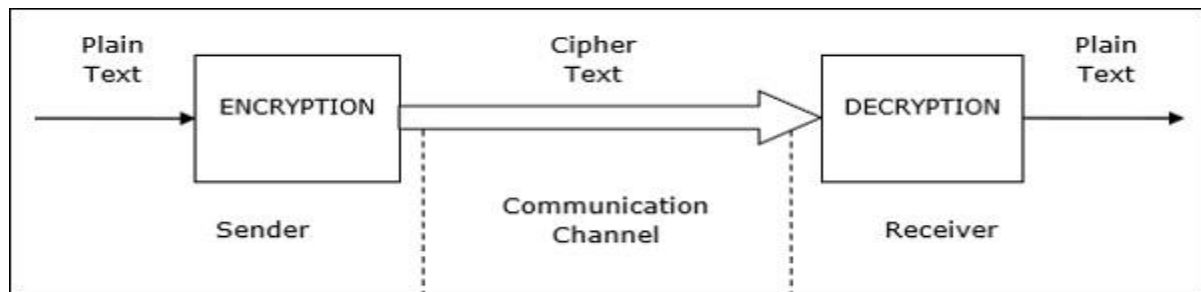 Plain
Text
ENCRYPTION
Cipher
Text
DECRYPTION
Plain
Text
Sender
Communication
Channel
Receiver